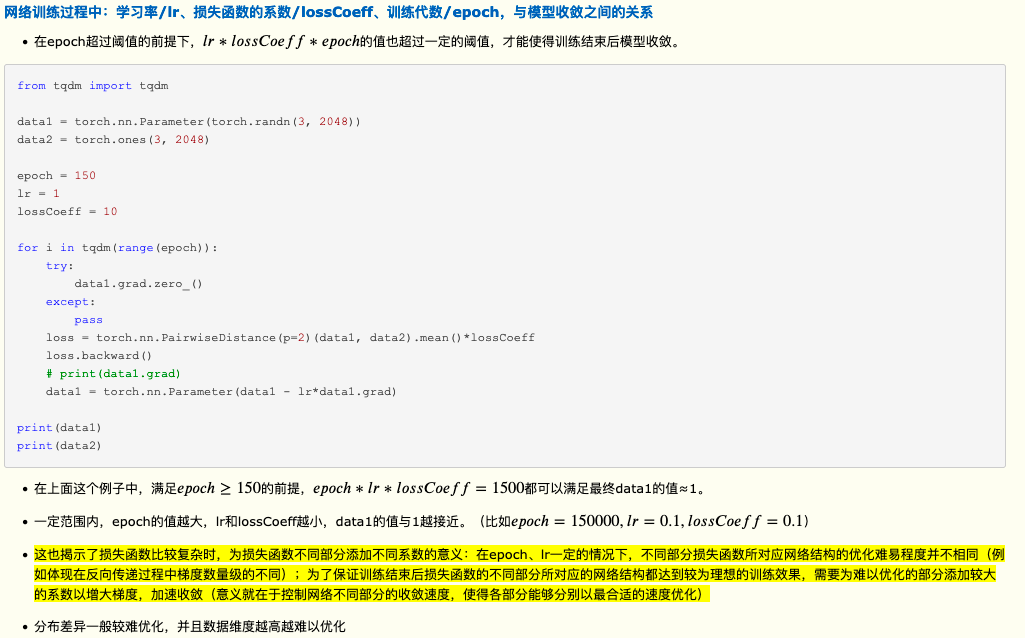 网络训练过程中：学习率/lr、损失函数的系数/lossCoeff、训练代数/epoch，与模型收敛之间的关系
• 在epoch超过阈值的前提下，lr ∗ lossCoeff ∗ epoch的值也超过一定的阈值，才能使得训练结束后模型收敛。
from tqdm import tqdm
data1 = torch.nn.Parameter(torch.randn(3, 2048))
data2 = torch.ones(3, 2048)
epoch = 150
lr = 1
lossCoeff = 10
for i in tqdm(range(epoch)):
    try:
        data1.grad.zero_()
    except:
        pass
    loss = torch.nn.PairwiseDistance(p=2)(data1, data2).mean()*lossCoeff
    loss.backward()
    # print(data1.grad)
    data1 = torch.nn.Parameter(data1 - lr*data1.grad)
print(data1)
print(data2)
• 在上面这个例子中，满足epoch ≥ 150的前提，epoch ∗ lr ∗ lossCoeff = 1500都可以满足最终data1的值≈1。
• 一定范围内，epoch的值越大，lr和lossCoeff越小，data1的值与1越接近。（比如epoch = 150000, lr = 0.1, lossCoeff = 0.1）
• 这也揭示了损失函数比较复杂时，为损失函数不同部分添加不同系数的意义：在epoch、lr一定的情况下，不同部分损失函数所对应网络结构的优化难易程度并不相同（例
如体现在反向传递过程中梯度数量级的不同）；为了保证训练结束后损失函数的不同部分所对应的网络结构都达到较为理想的训练效果，需要为难以优化的部分添加较大
的系数以增大梯度，加速收敛（意义就在于控制网络不同部分的收敛速度，使得各部分能够分别以最合适的速度优化）
• 分布差异一般较难优化，并且数据维度越高越难以优化